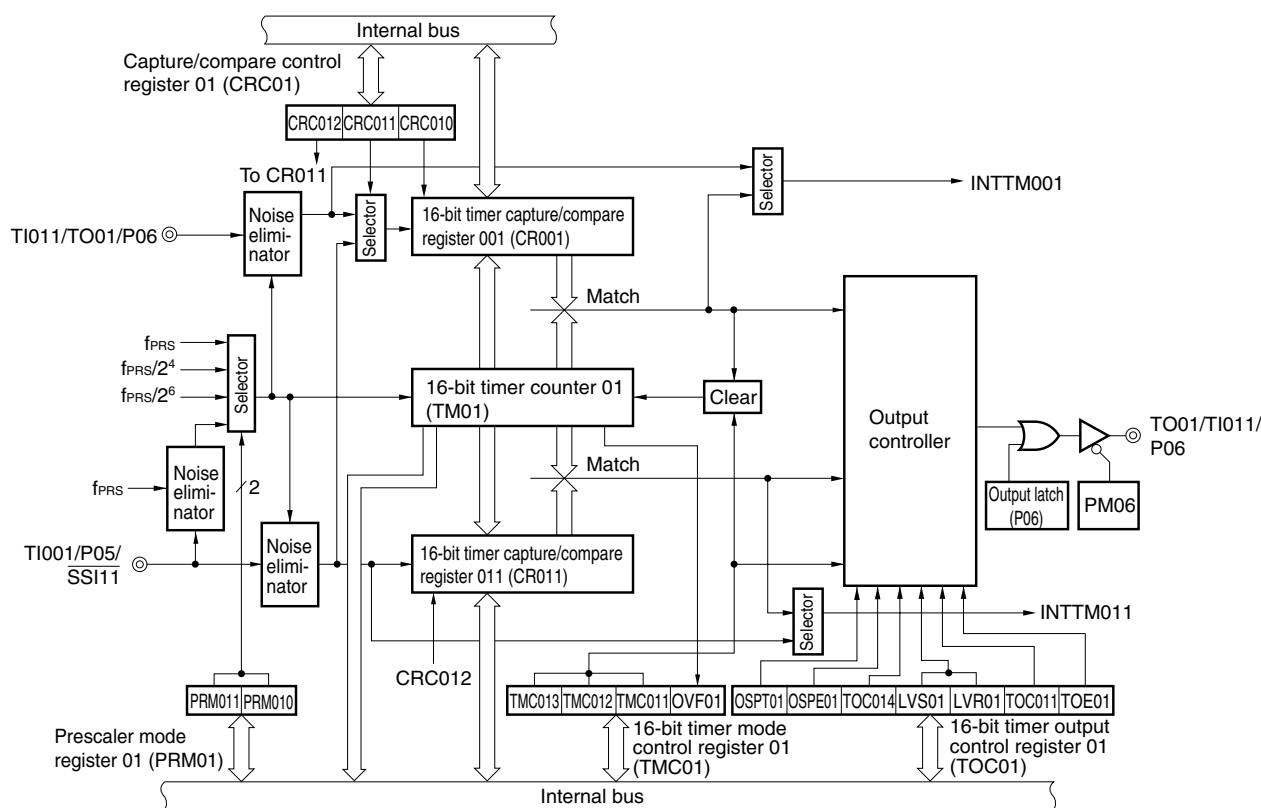 Internal bus
Capture/compare control
register 01 (CRC01)
CRC012 CRC011 CRC010
To CR011
Selector
INTTM001
TI011/TO01/P06
Noise
elimi-
nator
Selector
16-bit timer capture/compare
register 001 (CR001)
Match
fPRS
fPRS/2⁴
fPRS/2⁶
Selector
16-bit timer counter 01
(TM01)
Clear
Output
controller
TO01/TI011/
P06
fPRS
Noise
elimi-
nator
2
Match
Output latch
(P06)
PM06
TI001/P05/
SSI11
Noise
elimi-
nator
16-bit timer capture/compare
register 011 (CR011)
Selector
INTTM011
CRC012
PRM011 PRM010
TMC013 TMC012 TMC011 OVF01
OSPT01 OSPE01 TOC014 LVS01 LVR01 TOC011 TOE01
Prescaler mode
register 01 (PRM01)
16-bit timer mode
control register 01
(TMC01)
16-bit timer output
control register 01
(TOC01)
Internal bus